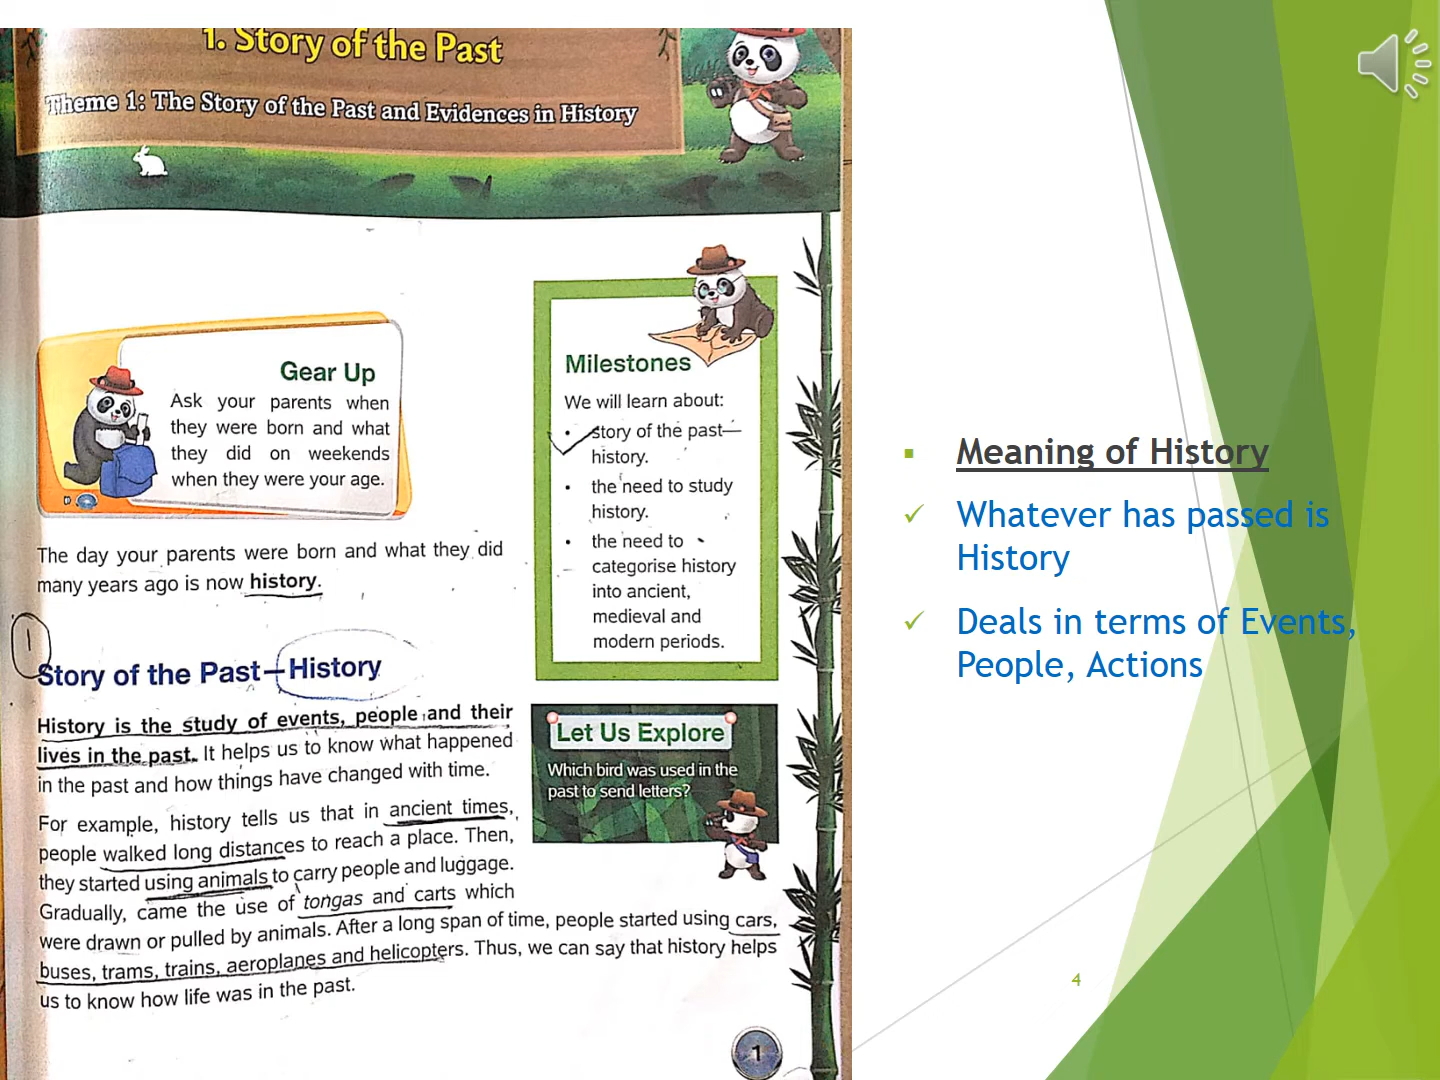 1. Story of the Past
Theme 1: The Story of the Past and Evidences in History
Gear Up
Ask your parents when
they were born and what
they did on weekends
when they were your age.
The day your parents were born and what they did
many years ago is now history.
1
Story of the Past—History
History is the study of events, people and their
lives in the past. It helps us to know what happened
in the past and how things have changed with time.
For example, history tells us that in ancient times,
people walked long distances to reach a place. Then,
they started using animals to carry people and luggage.
Gradually, came the use of tongas and carts which
were drawn or pulled by animals. After a long span of time, people started using cars,
buses, trams, trains, aeroplanes and helicopters. Thus, we can say that history helps
us to know how life was in the past.
Milestones
We will learn about:
• story of the past—
history.
• the need to study
history.
• the need to
categorise history
into ancient,
medieval and
modern periods.
Let Us Explore
Which bird was used in the
past to send letters?
1
Meaning of History
✓ Whatever has passed is
History
✓ Deals in terms of Events,
People, Actions
4